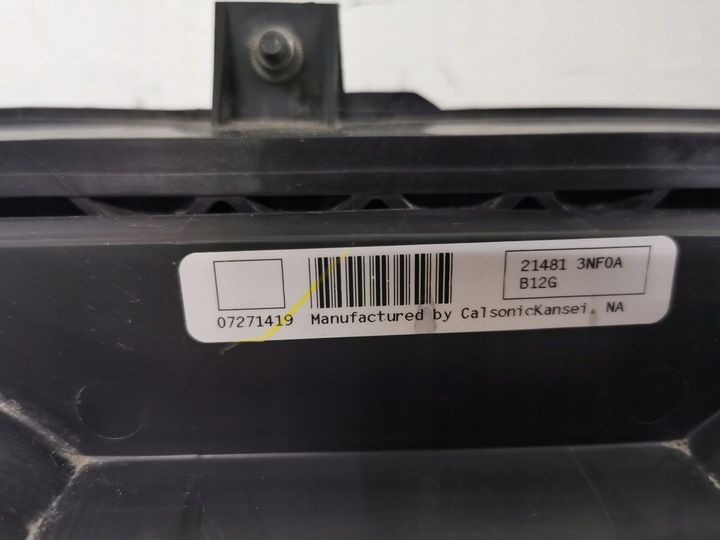 21481 3NF0A
B12G
07271419 Manufactured by CalsonicKansei, NA